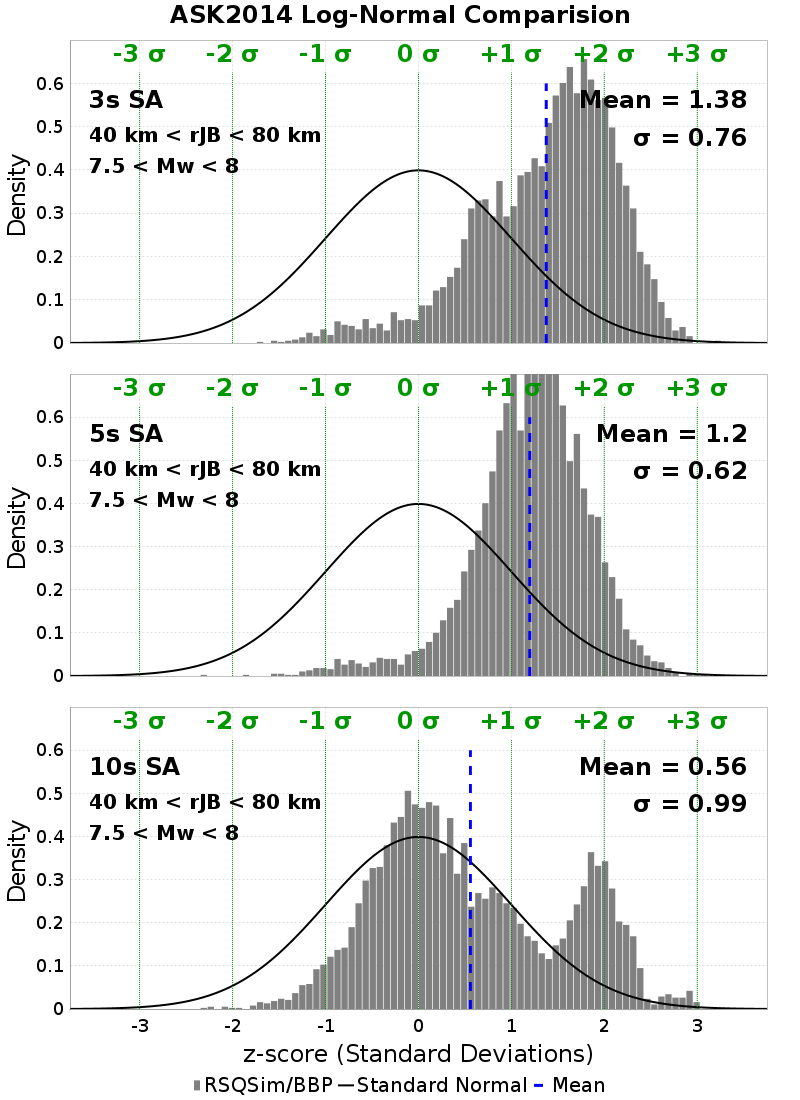 ASK2014 Log-Normal Comparision
-3 σ -2 σ -1 σ 0 σ +1 σ +2 σ +3 σ
3s SA
Mean = 1.38
40 km < rJB < 80 km
σ = 0.76
7.5 < Mw < 8
Density
0.6
0.5
0.4
0.3
0.2
0.1
0
-3 σ -2 σ -1 σ 0 σ +1 σ +2 σ +3 σ
5s SA
Mean = 1.2
40 km < rJB < 80 km
σ = 0.62
7.5 < Mw < 8
Density
0.6
0.5
0.4
0.3
0.2
0.1
0
-3 σ -2 σ -1 σ 0 σ +1 σ +2 σ +3 σ
10s SA
Mean = 0.56
40 km < rJB < 80 km
σ = 0.99
7.5 < Mw < 8
Density
0.6
0.5
0.4
0.3
0.2
0.1
0
-3 -2 -1 0 1 2 3
z-score (Standard Deviations)
RSQSim/BBP Standard Normal Mean